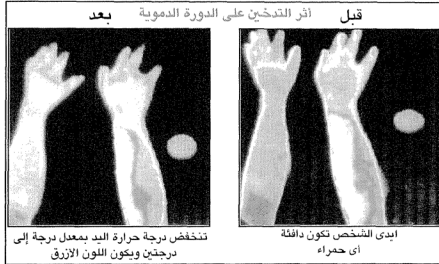 أثر التدخين على الدورة الدموية
قبل
بعد
ايدى الشخص تكون دافئة
أى حمراء
تنخفض درجة حرارة اليد بمعدل درجة إلى
درجتين ويكون اللون الازرق